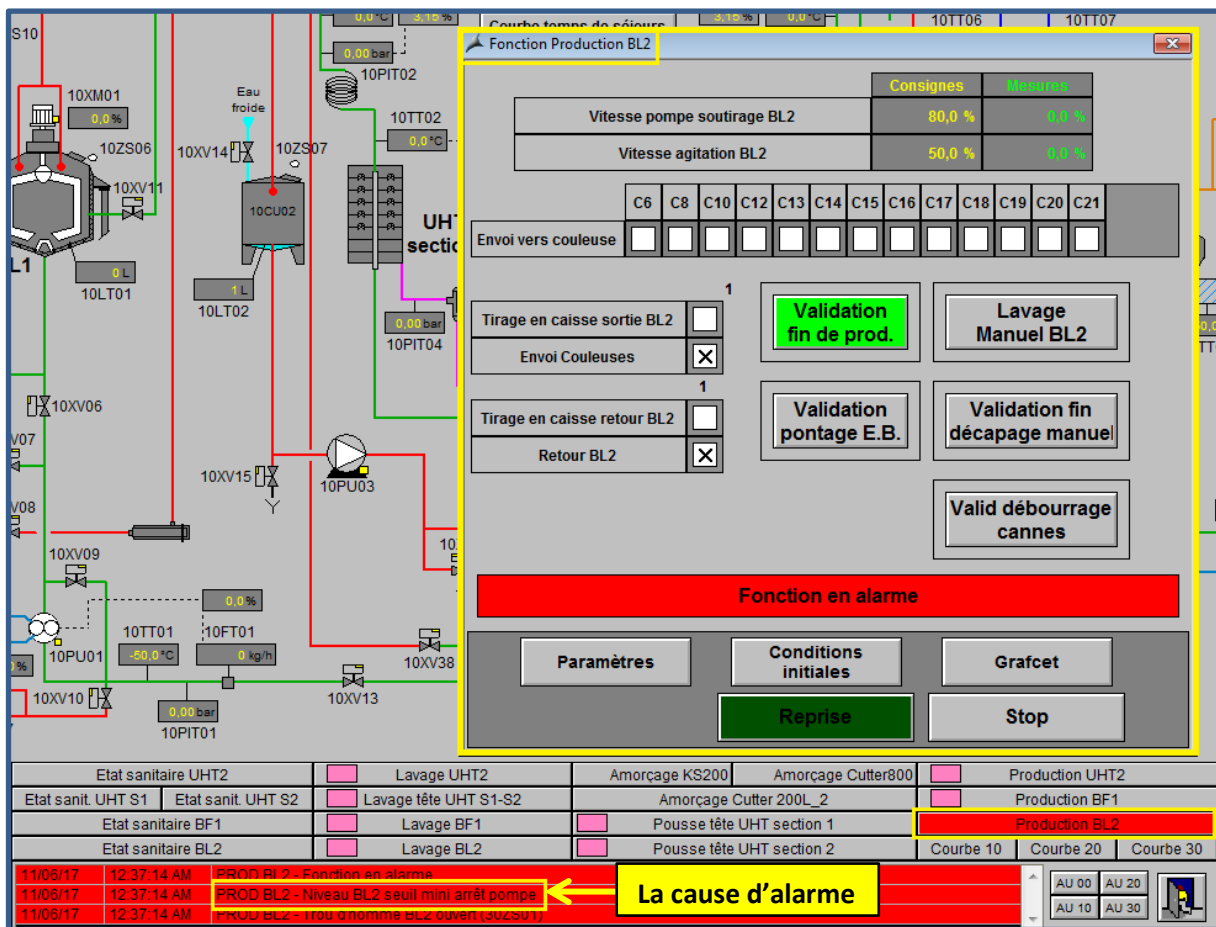 0,0 °C
3,15 %
Courbe temps de séjours
3,15 %
0,0 °C
10TT06
10TT07
S10
Fonction Production BL2
0,00 bar
10PIT02
10XM01
0,0 %
Eau froide
10TT02
0,0 °C
10ZS06
10XV14
10ZS07
10XV11
10CU02
UHT
L1
0 L
10LT01
1 L
10LT02
0,00 bar
10PIT04
10XV06
V07
10XV15
10PU03
V08
10XV09
0,0 %
10TT01
10FT01
10PU01
-50,0 °C
0 kg/h
10XV38
%
10XV10
10XV13
0,00 bar
10PIT01
Consignes
Mesures
Vitesse pompe soutirage BL2
80,0 %
0,0 %
Vitesse agitation BL2
50,0 %
0,0 %
C6 C8 C10 C12 C13 C14 C15 C16 C17 C18 C19 C20 C21
Envoi vers couleuse
1
Tirage en caisse sortie BL2
Envoi Couleuses
1
Tirage en caisse retour BL2
Retour BL2
Validation
fin de prod.
Lavage
Manuel BL2
Validation
pontage E.B.
Validation fin
décapage manuel
Valid débourrage
cannes
Fonction en alarme
Paramètres
Conditions
initiales
Grafcet
Reprise
Stop
Etat sanitaire UHT2
Lavage UHT2
Amorçage KS200
Amorçage Cutter800
Production UHT2
Etat sanit. UHT S1
Etat sanit. UHT S2
Lavage tête UHT S1-S2
Amorçage Cutter 200L_2
Production BF1
Etat sanitaire BF1
Lavage BF1
Pousse tête UHT section 1
Production BL2
Etat sanitaire BL2
Lavage BL2
Pousse tête UHT section 2
Courbe 10
Courbe 20
Courbe 30
11/06/17 12:37:14 AM PROD BL2 - Fonction en alarme
11/06/17 12:37:14 AM PROD BL2 - Niveau BL2 seuil mini arrêt pompe
11/06/17 12:37:14 AM PROD BL2 - Trou d'homme BL2 ouvert (30ZS01)
La cause d'alarme
AU 00
AU 20
AU 10
AU 30